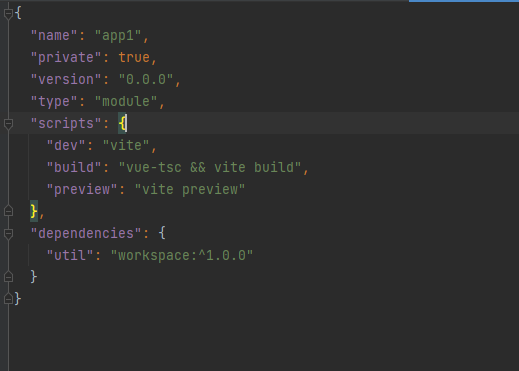 {
  "name": "app1",
  "private": true,
  "version": "0.0.0",
  "type": "module",
  "scripts": {
    "dev": "vite",
    "build": "vue-tsc && vite build",
    "preview": "vite preview"
  },
  "dependencies": {
    "util": "workspace:^1.0.0"
  }
}